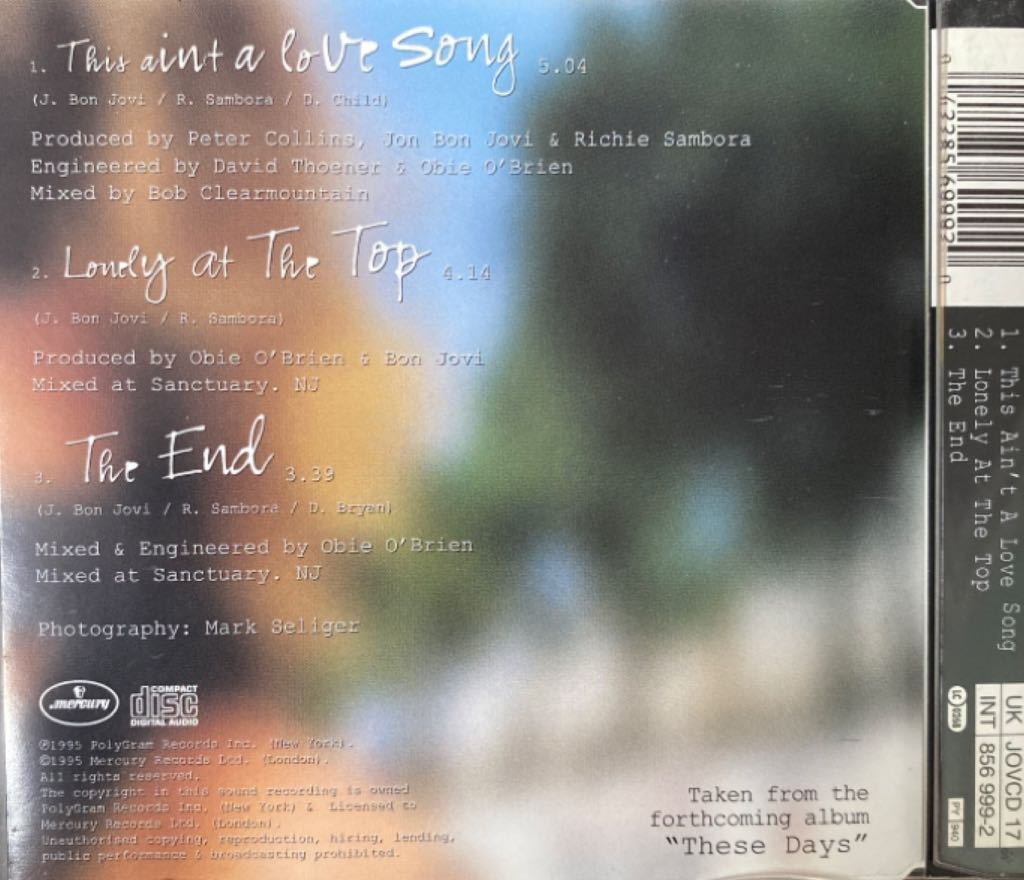 1. This aint a love Song 5.04
(J. Bon Jovi / R. Sambora / D. Child)
Produced by Peter Collins, Jon Bon Jovi & Richie Sambora
Engineered by David Thoener & Obie O'Brien
Mixed by Bob Clearmountain
2. Lonely at The Top 4.14
(J. Bon Jovi / R. Sambora)
Produced by Obie O'Brien & Bon Jovi
Mixed at Sanctuary. NJ
3. The End 3.39
(J. Bon Jovi / R. Sambora / D. Bryan)
Mixed & Engineered by Obie O'Brien
Mixed at Sanctuary. NJ
Photography: Mark Seliger
mercury
COMPACT
disc
DIGITAL AUDIO
℗1995 PolyGram Records Inc. (New York).
©1995 Mercury Records Ltd. (London).
All rights reserved.
The copyright in this sound recording is owned
PolyGram Records Inc. (New York) & Licensed to
Mercury Records Ltd. (London).
Unauthorised copying, reproduction, hiring, lending,
public performance & broadcasting prohibited.
Taken from the
forthcoming album
"These Days"
1. This Ain't A Love Song
2. Lonely At The Top
3. The End
LC 0268
UK JOVCD 17
INT 856 999-2
PY 940